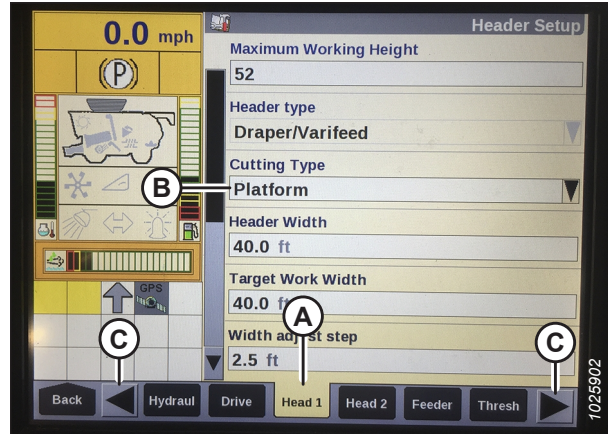 0.0 mph
Header Setup
(P)
Maximum Working Height
52
Header type
Draper/Varifeed
Cutting Type
B
Platform
Header Width
40.0 ft
Target Work Width
40.0 ft
GPS
A
Width adjust step
C
C
2.5 ft
Back
Hydraul
Drive
Head 1
Head 2
Feeder
Thresh
1025902